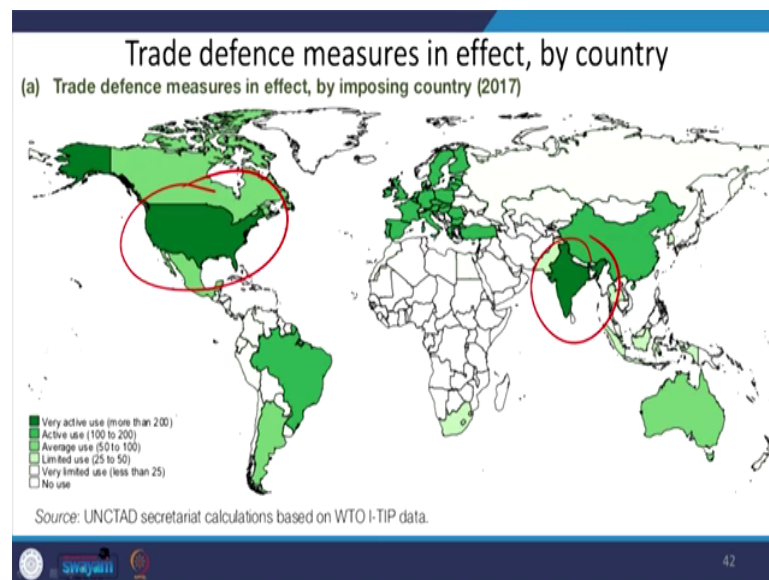 Trade defence measures in effect, by country
(a) Trade defence measures in effect, by imposing country (2017)
Very active use (more than 200)
Active use (100 to 200)
Average use (50 to 100)
Limited use (25 to 50)
Very limited use (less than 25)
No use
Source: UNCTAD secretariat calculations based on WTO I-TIP data.
swayam
42